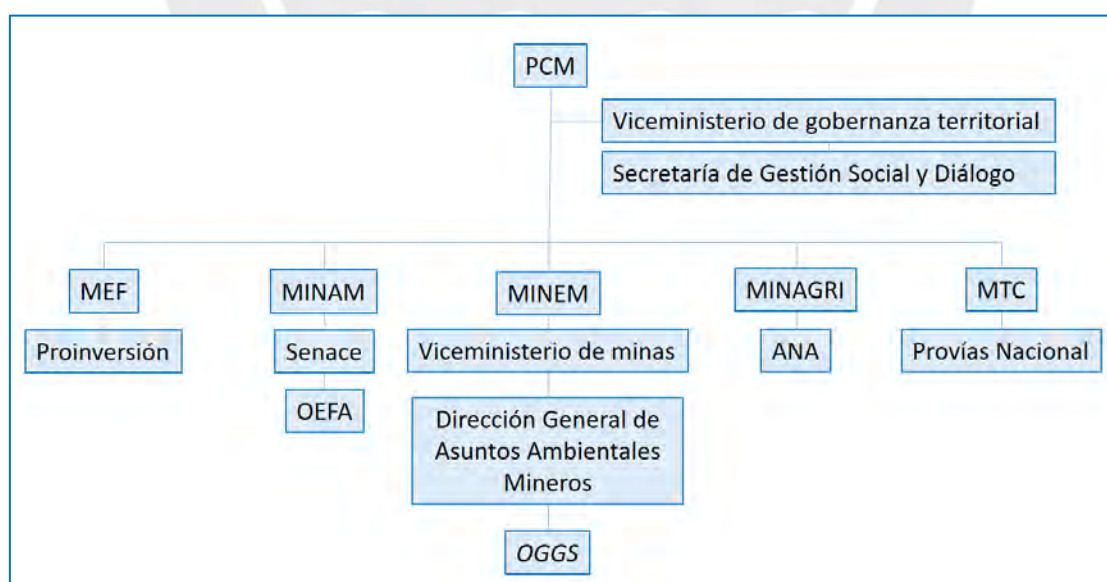 PCM
Viceministerio de gobernanza territorial
Secretaría de Gestión Social y Diálogo
MEF
MINAM
MINEM
MINAGRI
MTC
Proinversión
Senace
Viceministerio de minas
ANA
Provías Nacional
OEFA
Dirección General de
Asuntos Ambientales
Mineros
OGGS